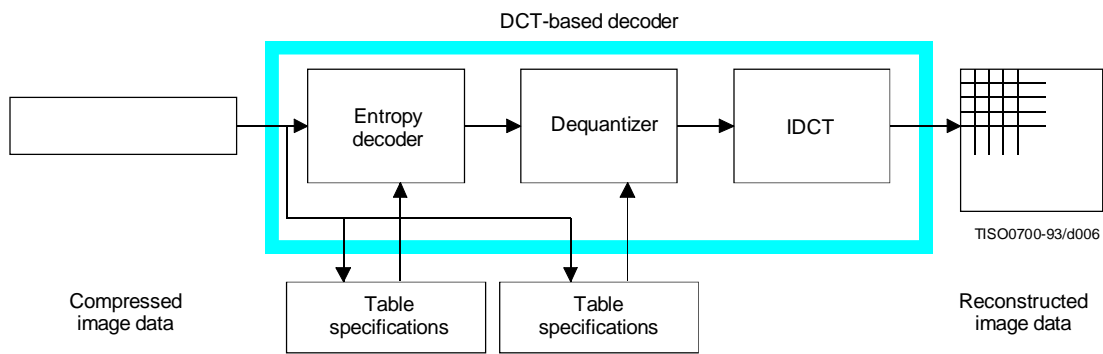 DCT-based decoder
Entropy
decoder
Dequantizer
IDCT
TISO0700-93/d006
Compressed
image data
Table
specifications
Table
specifications
Reconstructed
image data